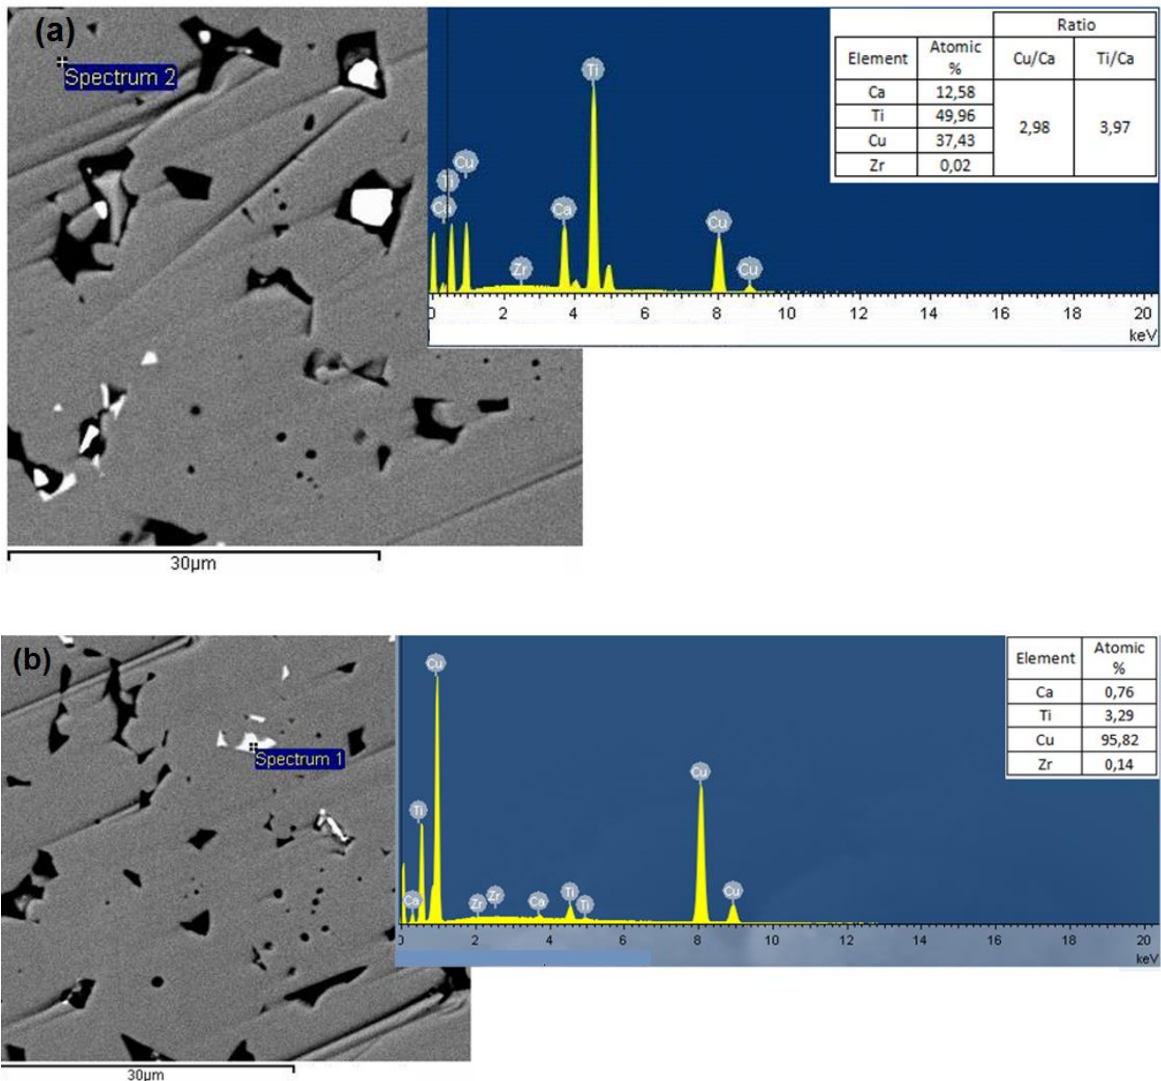 (a)
Spectrum 2
Ti
Cu
Ti
Ca
Ca
Cu
Zr
Cu
0 2 4 6 8 10 12 14 16 18 20
keV
Ratio
Element Atomic % Cu/Ca Ti/Ca
Ca 12,58
Ti 49,96
Cu 37,43
Zr 0,02
2,98 3,97
30µm
(b)
Spectrum 1
Cu
Cu
Ti
Cu
Ca
Zr
Zr
Ca
Ti
Ti
0 2 4 6 8 10 12 14 16 18 20
keV
Element Atomic %
Ca 0,76
Ti 3,29
Cu 95,82
Zr 0,14
30µm